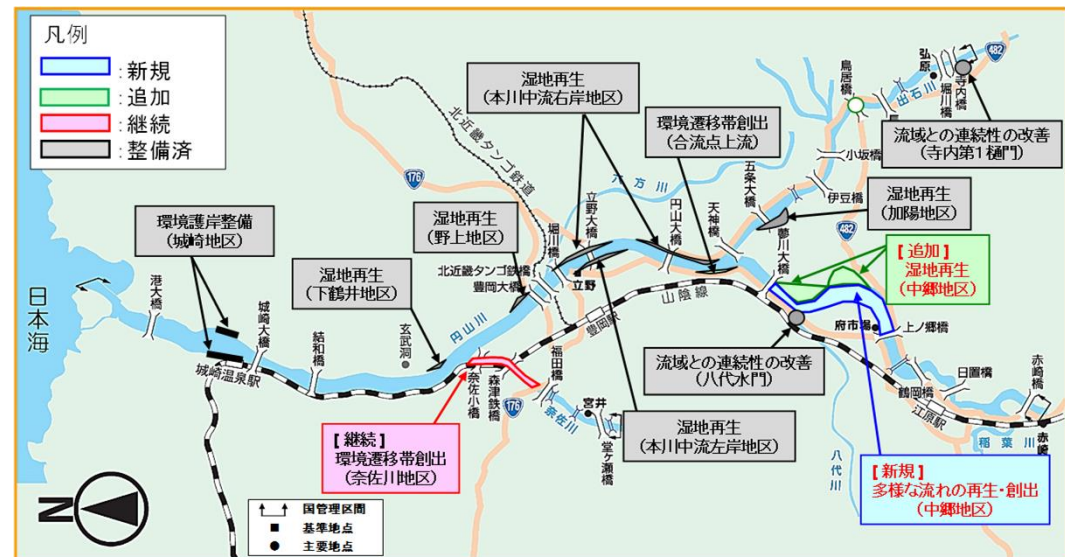 凡例
：新規
：追加
：継続
：整備済
環境護岸整備
（城崎地区）
湿地再生
（下鶴井地区）
湿地再生
（野上地区）
湿地再生
（本川中流右岸地区）
環境遷移帯創出
（合流点上流）
流域との連続性の改善
（寺内第1樋門）
湿地再生
（加陽地区）
【追加】
湿地再生
（中郷地区）
流域との連続性の改善
（八代水門）
湿地再生
（本川中流左岸地区）
【継続】
環境遷移帯創出
（奈佐川地区）
【新規】
多様な流れの再生・創出
（中郷地区）
日本海
港大橋
城崎大橋
城崎温泉駅
結和橋
玄武洞
円山川
奈佐小橋
森津鉄橋
福田橋
176
宮井
奈佐川
堂ヶ瀬橋
北近畿タンゴ鉄道
176
北近畿タンゴ鉄橋
豊岡大橋
堀川橋
立野大橋
立野
豊岡駅
山陰線
六方川
円山大橋
天神橋
五条大橋
伊豆橋
小坂橋
鳥居橋
出石川
弘原
堀川橋
寺内橋
482
482
夢川大橋
府市場
上ノ郷橋
鶴岡橋
日置橋
江原駅
赤崎橋
赤崎
稲葉川
八代川
N
国管理区間
基準地点
主要地点